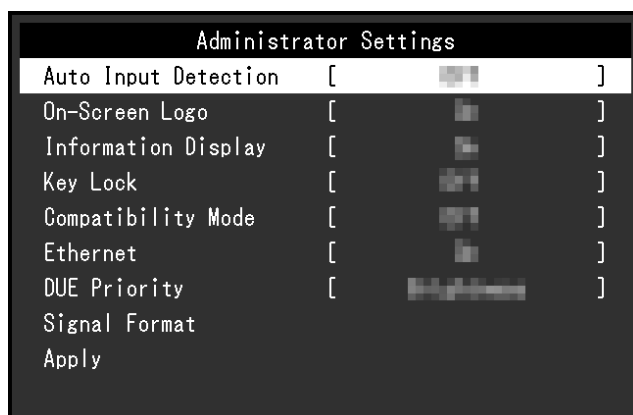 Administrator Settings
Auto Input Detection [ ]
On-Screen Logo [ ]
Information Display [ ]
Key Lock [ ]
Compatibility Mode [ ]
Ethernet [ ]
DUE Priority [ ]
Signal Format
Apply